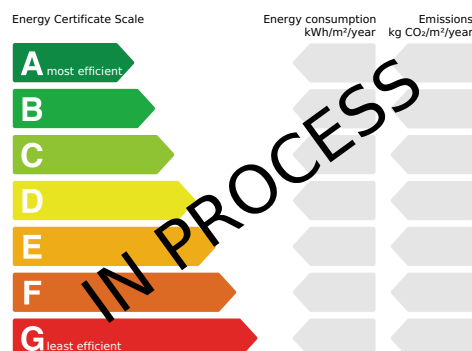 Energy Certificate Scale
Energy consumption
kWh/m²/year
Emissions
kg CO₂/m²/year
A most efficient
B
C
D
E
F
G least efficient
IN PROCESS